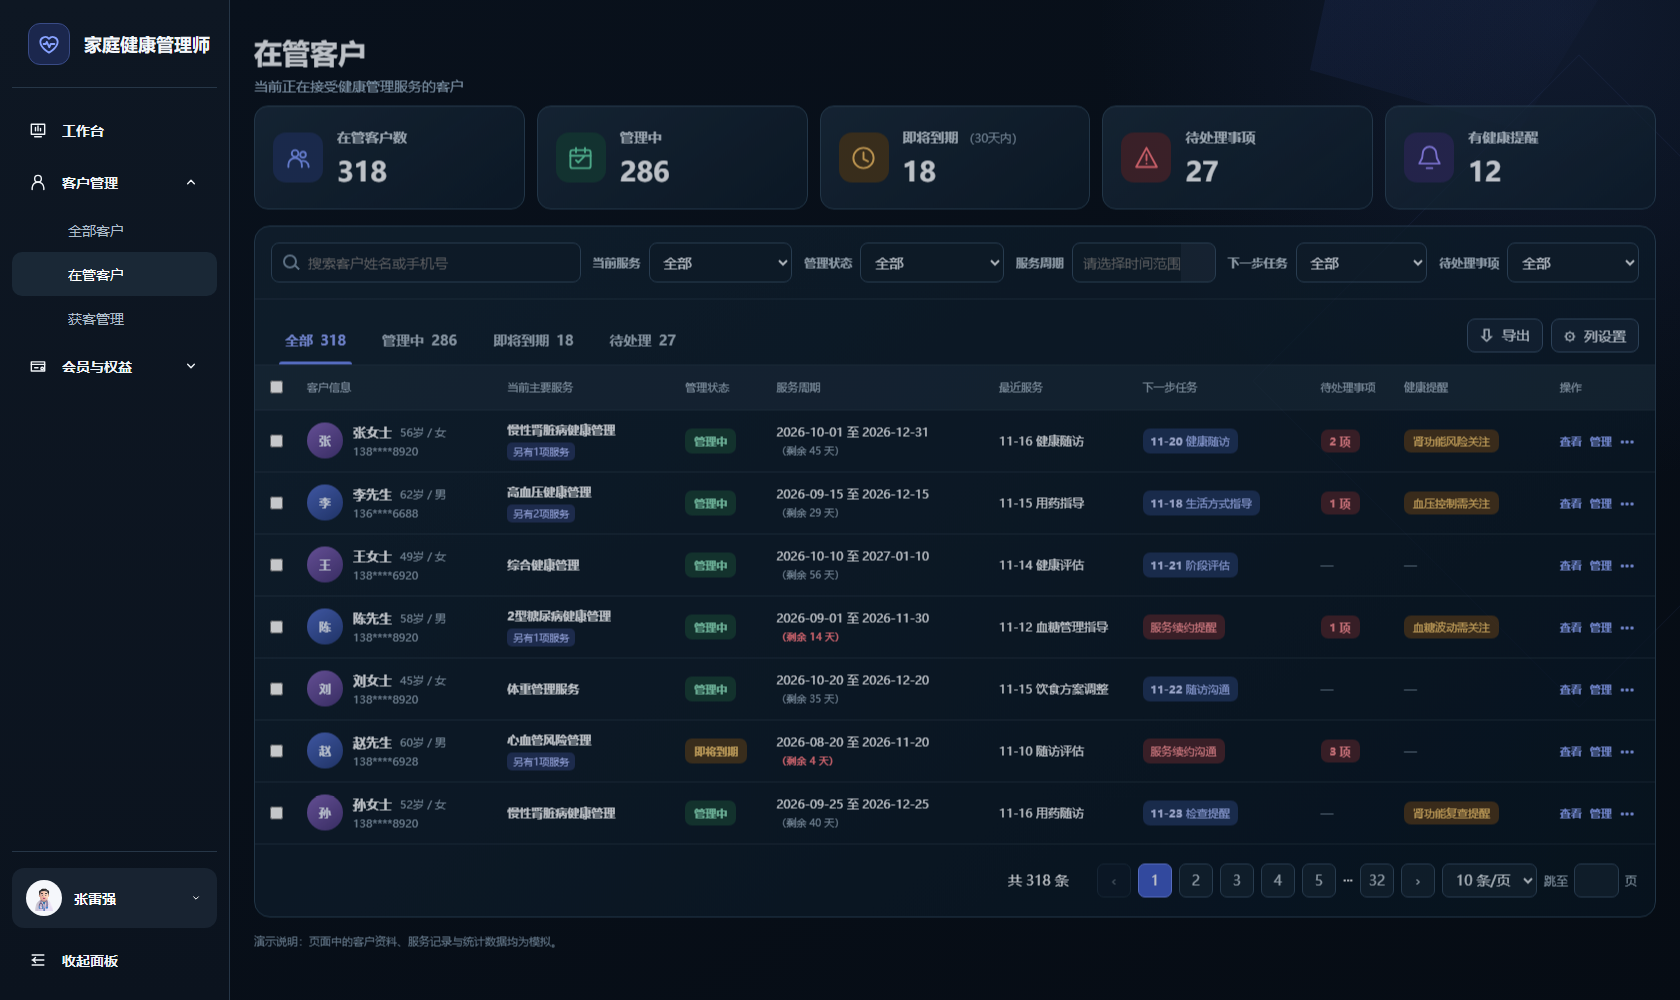 家庭健康管理师
工作台
客户管理
全部客户
在管客户
获客管理
会员与权益
张雷强
收起面板
在管客户
当前正在接受健康管理服务的客户
在管客户数
318
管理中
286
即将到期 (30天内)
18
待处理事项
27
有健康提醒
12
搜索客户姓名或手机号 当前服务 全部 管理状态 全部 服务周期 请选择时间范围 下一步任务 全部 待处理事项 全部
全部 318 管理中 286 即将到期 18 待处理 27 导出 列设置
客户信息 当前主要服务 管理状态 服务周期 最近服务 下一步任务 待处理事项 健康提醒 操作
张 张女士 56岁 / 女 138****8920 慢性肾脏病健康管理 另有1项服务 管理中 2026-10-01 至 2026-12-31 (剩余 45 天) 11-16 健康随访 11-20 健康随访 2 项 肾功能风险关注 查看 管理 •••
李 李先生 62岁 / 男 136****6688 高血压健康管理 另有2项服务 管理中 2026-09-15 至 2026-12-15 (剩余 29 天) 11-15 用药指导 11-18 生活方式指导 1 项 血压控制需关注 查看 管理 •••
王 王女士 49岁 / 女 138****6920 综合健康管理 管理中 2026-10-10 至 2027-01-10 (剩余 56 天) 11-14 健康评估 11-21 阶段评估 — — 查看 管理 •••
陈 陈先生 58岁 / 男 138****8920 2型糖尿病健康管理 另有1项服务 管理中 2026-09-01 至 2026-11-30 (剩余 14 天) 11-12 血糖管理指导 服务续约提醒 1 项 血糖波动需关注 查看 管理 •••
刘 刘女士 45岁 / 女 138****8920 体重管理服务 管理中 2026-10-20 至 2026-12-20 (剩余 35 天) 11-15 饮食方案调整 11-22 随访沟通 — — 查看 管理 •••
赵 赵先生 60岁 / 男 138****6928 心血管风险管理 另有1项服务 即将到期 2026-08-20 至 2026-11-20 (剩余 4 天) 11-10 随访评估 服务续约沟通 3 项 — 查看 管理 •••
孙 孙女士 52岁 / 女 138****8920 慢性肾脏病健康管理 管理中 2026-09-25 至 2026-12-25 (剩余 40 天) 11-16 用药随访 11-23 检查提醒 — 肾功能复查提醒 查看 管理 •••
共 318 条 ‹ 1 2 3 4 5 ··· 32 › 10 条/页 跳至 页
演示说明：页面中的客户资料、服务记录与统计数据均为模拟。